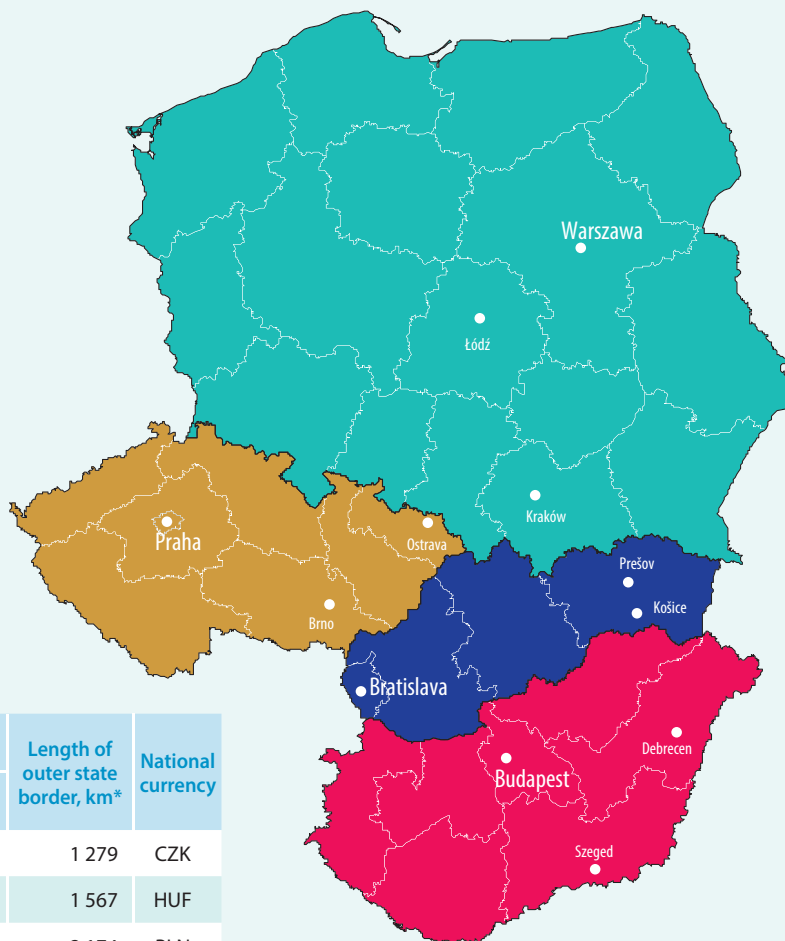 Warszawa
Łódź
Kraków
Praha
Ostrava
Brno
Prešov
Košice
Bratislava
Debrecen
Budapest
Szeged
Length of
outer state
border, km*
National
currency
1 279 CZK
1 567 HUF
PLN